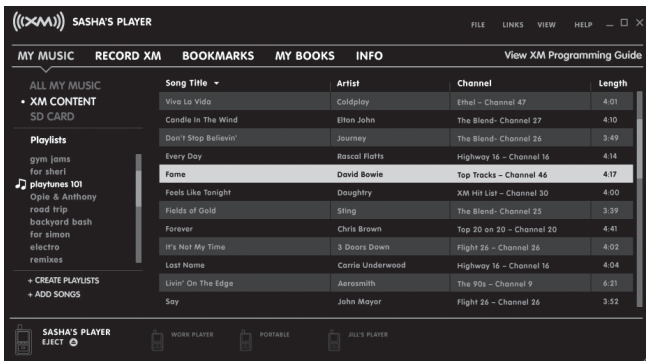 ((XM)) SASHA'S PLAYER FILE LINKS VIEW HELP
MY MUSIC RECORD XM BOOKMARKS MY BOOKS INFO View XM Programming Guide
ALL MY MUSIC
• XM CONTENT
SD CARD
Playlists
gym jams
for sheri
playtunes 101
Opie & Anthony
road trip
backyard bash
for simon
electro
remixes
+ CREATE PLAYLISTS
+ ADD SONGS
Song Title Artist Channel Length
Viva La Vida Coldplay Ethel – Channel 47 4:01
Candle In The Wind Elton John The Blend- Channel 27 4:10
Don't Stop Believin' Journey The Blend- Channel 26 3:49
Every Day Rascal Flatts Highway 16 – Channel 16 4:14
Fame David Bowie Top Tracks – Channel 46 4:17
Feels Like Tonight Daughtry XM Hit List – Channel 30 4:00
Fields of Gold Sting The Blend- Channel 25 3:39
Forever Chris Brown Top 20 on 20 – Channel 20 4:41
It's Not My Time 3 Doors Down Flight 26 – Channel 26 4:02
Last Name Carrie Underwood Highway 16 – Channel 16 4:04
Livin' On The Edge Aerosmith The 90s – Channel 9 6:21
Say John Mayor Flight 26 – Channel 26 3:52
SASHA'S PLAYER WORK PLAYER PORTABLE JILL'S PLAYER
EJECT